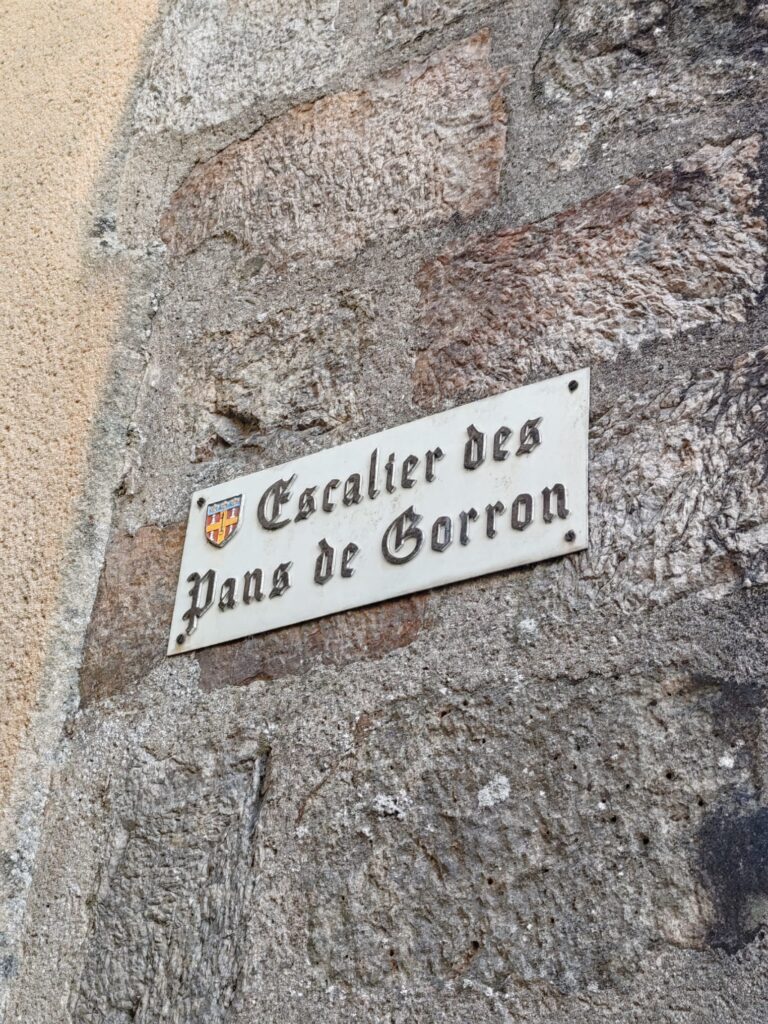 Escalier des
Pans de Gorron